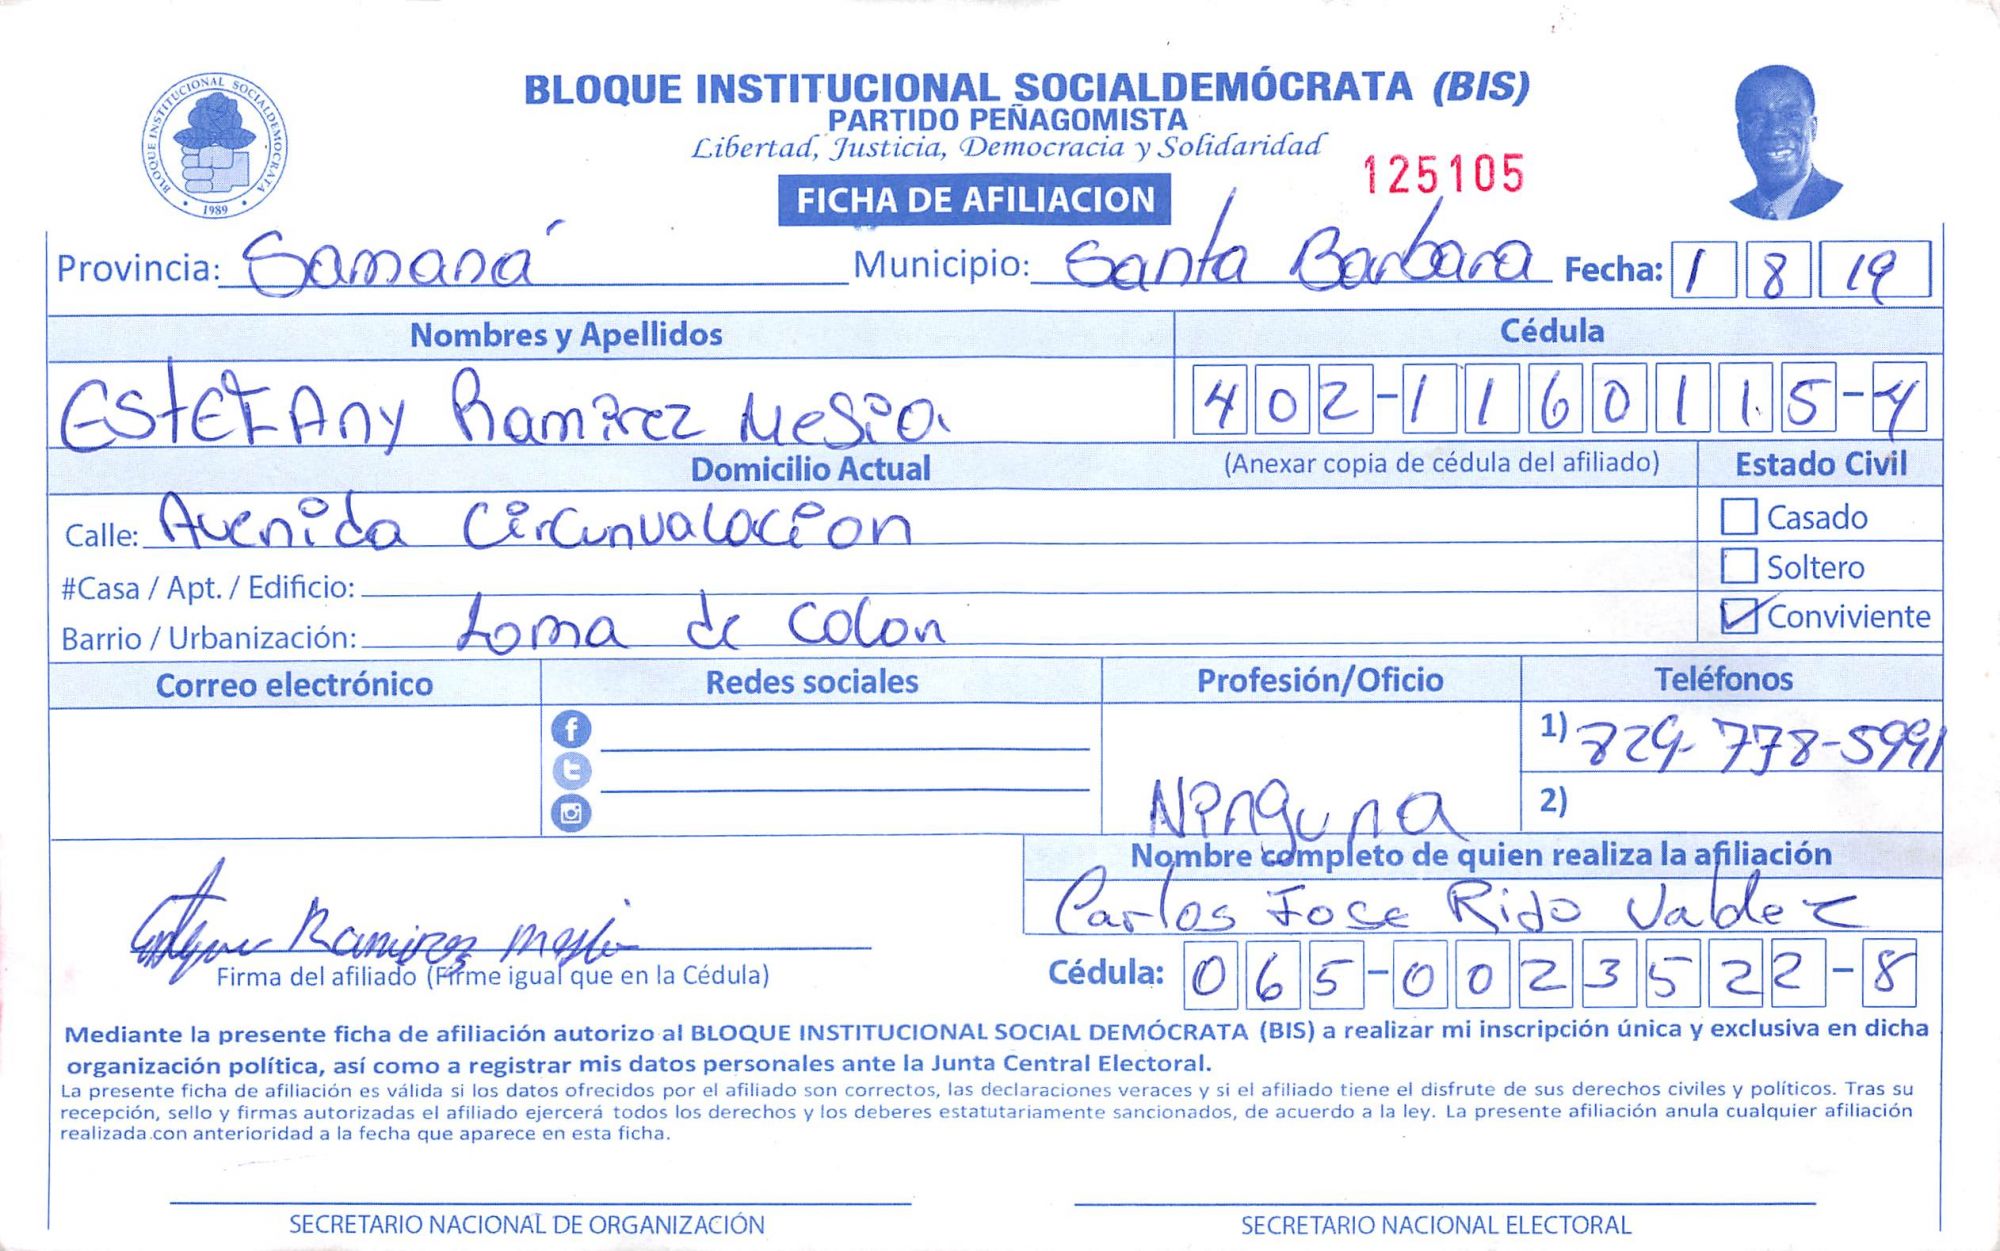 BLOQUE INSTITUCIONAL SOCIALDEMÓCRATA (BIS)
PARTIDO PEÑAGOMISTA
Libertad, Justicia, Democracia y Solidaridad
125105
FICHA DE AFILIACION
BLOQUE INSTITUCIONAL SOCIALDEMOCRATA
1989
Provincia: Samaná Municipio: Santa Barbara Fecha: 1 8 19
Nombres y Apellidos Cédula
EstEfAny Ramirez Mesia 402-1160115-4
Domicilio Actual (Anexar copia de cédula del afiliado) Estado Civil
Calle: Avenida Circunvalacion Casado
#Casa / Apt. / Edificio: Soltero
Barrio / Urbanización: Loma de Colon Conviviente
Correo electrónico Redes sociales Profesión/Oficio Teléfonos
1) 829-778-5991
Ninguna 2)
Nombre completo de quien realiza la afiliación
Carlos Jose Rijo Valdez
Ramirez
Firma del afiliado (Firme igual que en la Cédula) Cédula: 065-0023522-8
Mediante la presente ficha de afiliación autorizo al BLOQUE INSTITUCIONAL SOCIAL DEMÓCRATA (BIS) a realizar mi inscripción única y exclusiva en dicha
organización política, así como a registrar mis datos personales ante la Junta Central Electoral.
La presente ficha de afiliación es válida si los datos ofrecidos por el afiliado son correctos, las declaraciones veraces y si el afiliado tiene el disfrute de sus derechos civiles y políticos. Tras su
recepción, sello y firmas autorizadas el afiliado ejercerá todos los derechos y los deberes estatutariamente sancionados, de acuerdo a la ley. La presente afiliación anula cualquier afiliación
realizada con anterioridad a la fecha que aparece en esta ficha.
SECRETARIO NACIONAL DE ORGANIZACIÓN SECRETARIO NACIONAL ELECTORAL